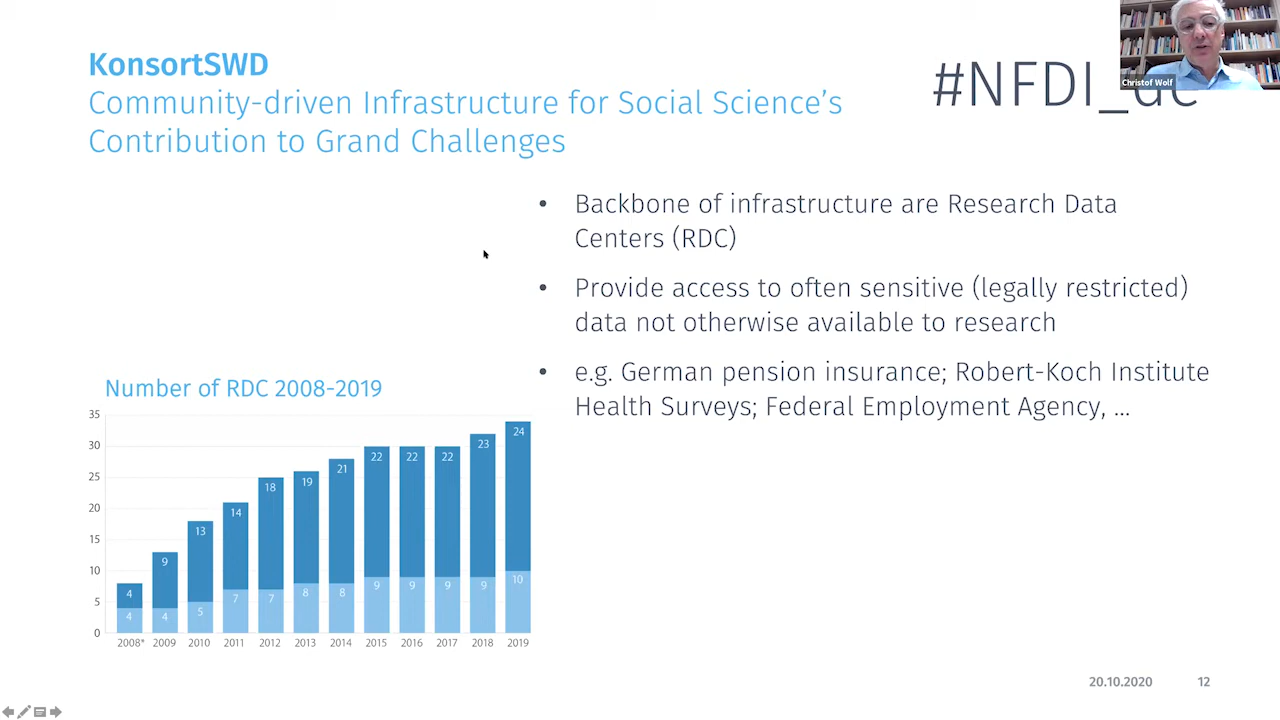 KonsortSWD
Community-driven Infrastructure for Social Science's
Contribution to Grand Challenges
Christof Wolf
#NFDI_de
• Backbone of infrastructure are Research Data
Centers (RDC)
• Provide access to often sensitive (legally restricted)
data not otherwise available to research
• e.g. German pension insurance; Robert-Koch Institute
Health Surveys; Federal Employment Agency, ...
Number of RDC 2008-2019
35
30
25
20
15
10
5
0
4 9 13 14 18 19 21 22 22 22 23 24
4 4 5 7 7 8 8 9 9 9 9 10
2008* 2009 2010 2011 2012 2013 2014 2015 2016 2017 2018 2019
20.10.2020 12